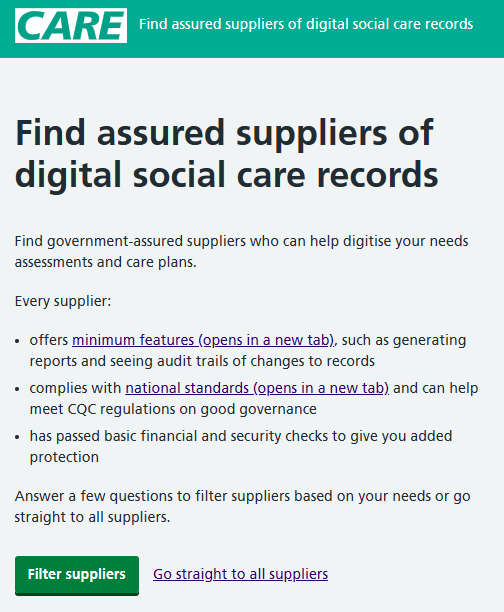 CARE Find assured suppliers of digital social care records
Find assured suppliers of
digital social care records
Find government-assured suppliers who can help digitise your needs
assessments and care plans.
Every supplier:
• offers minimum features (opens in a new tab), such as generating
reports and seeing audit trails of changes to records
• complies with national standards (opens in a new tab) and can help
meet CQC regulations on good governance
• has passed basic financial and security checks to give you added
protection
Answer a few questions to filter suppliers based on your needs or go
straight to all suppliers.
Filter suppliers Go straight to all suppliers